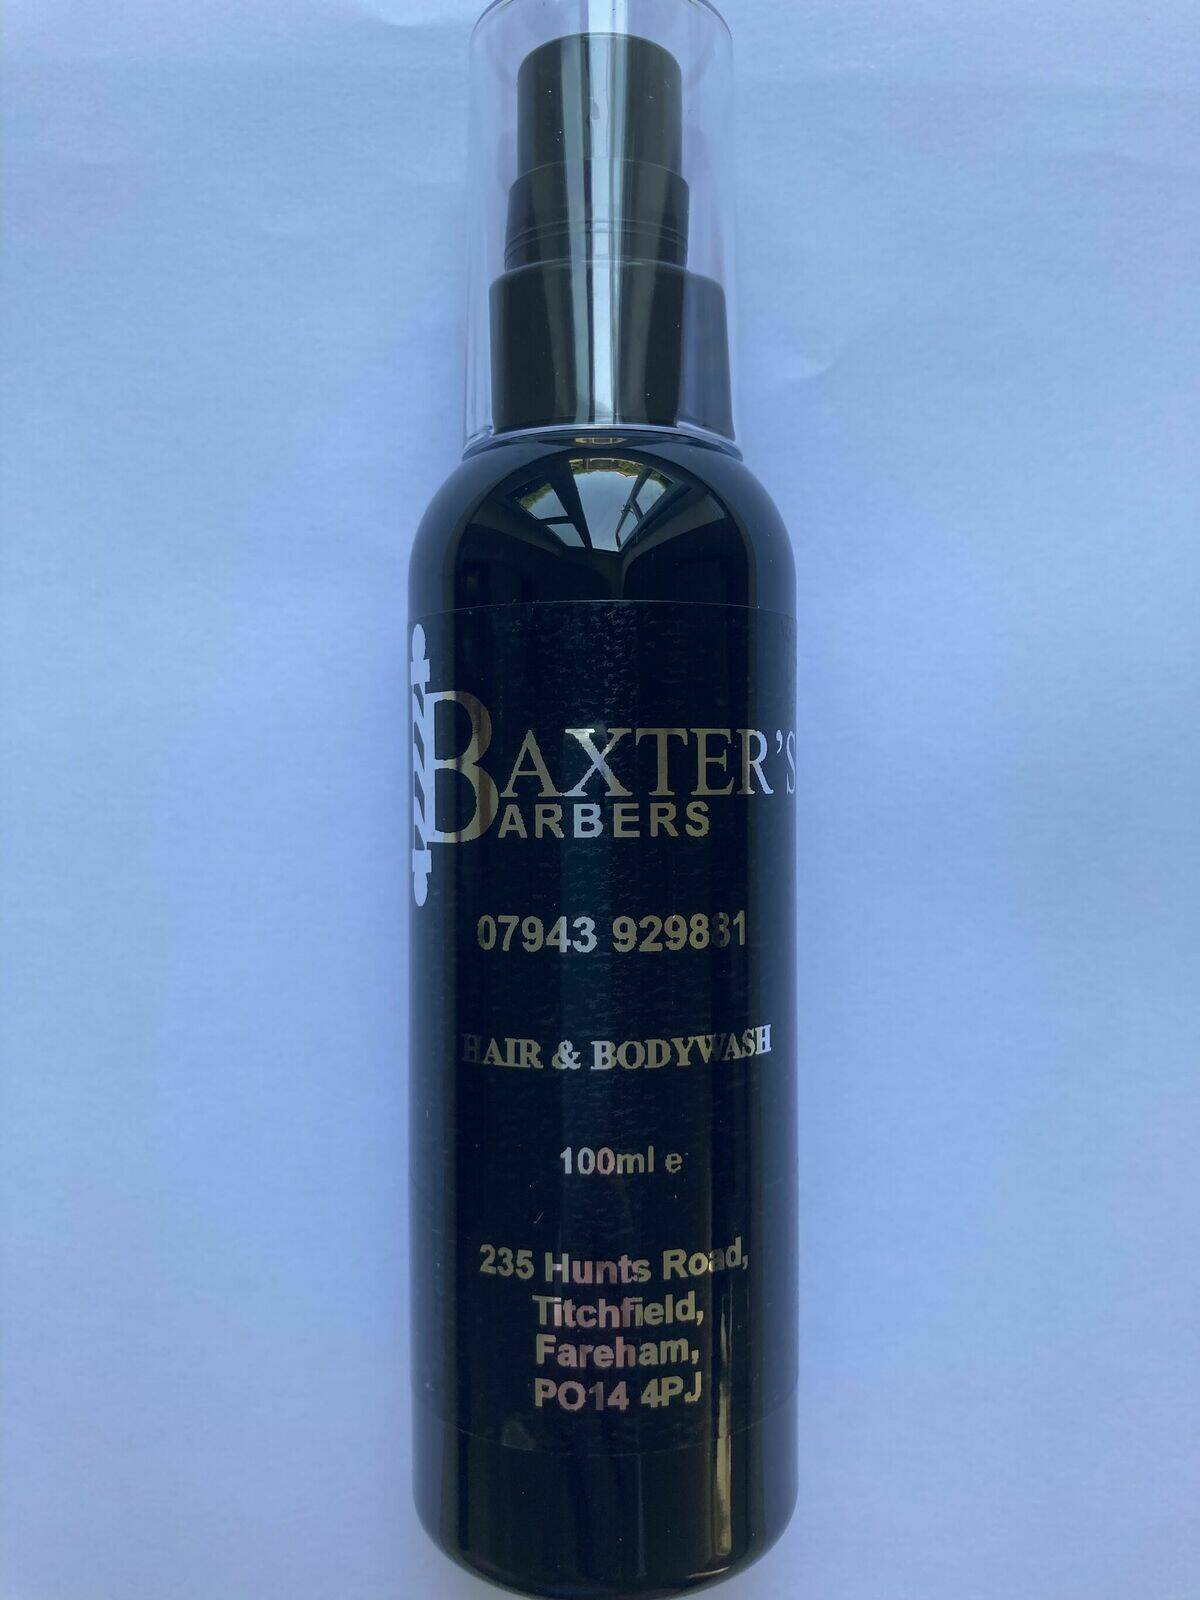 BAXTER'S
BARBERS
07943 929881
HAIR & BODYWASH
100ml e
235 Hunts Road,
Titchfield,
Fareham,
PO14 4PJ